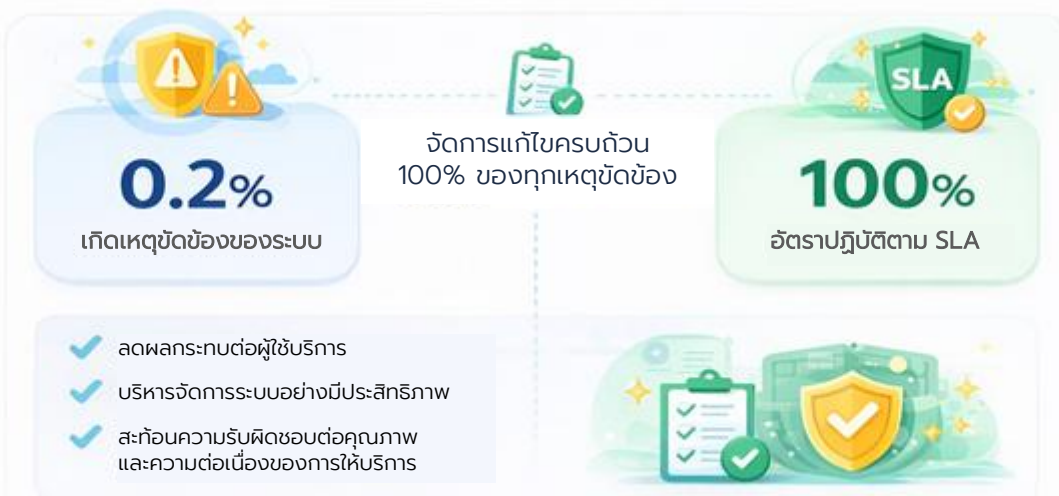 SLA
0.2%
เกิดเหตุขัดข้องของระบบ
จัดการแก้ไขครบถ้วน
100% ของทุกเหตุขัดข้อง
100%
อัตราปฏิบัติตาม SLA
ลดผลกระทบต่อผู้ใช้บริการ
บริหารจัดการระบบอย่างมีประสิทธิภาพ
สะท้อนความรับผิดชอบต่อคุณภาพ
และความต่อเนื่องของการให้บริการ